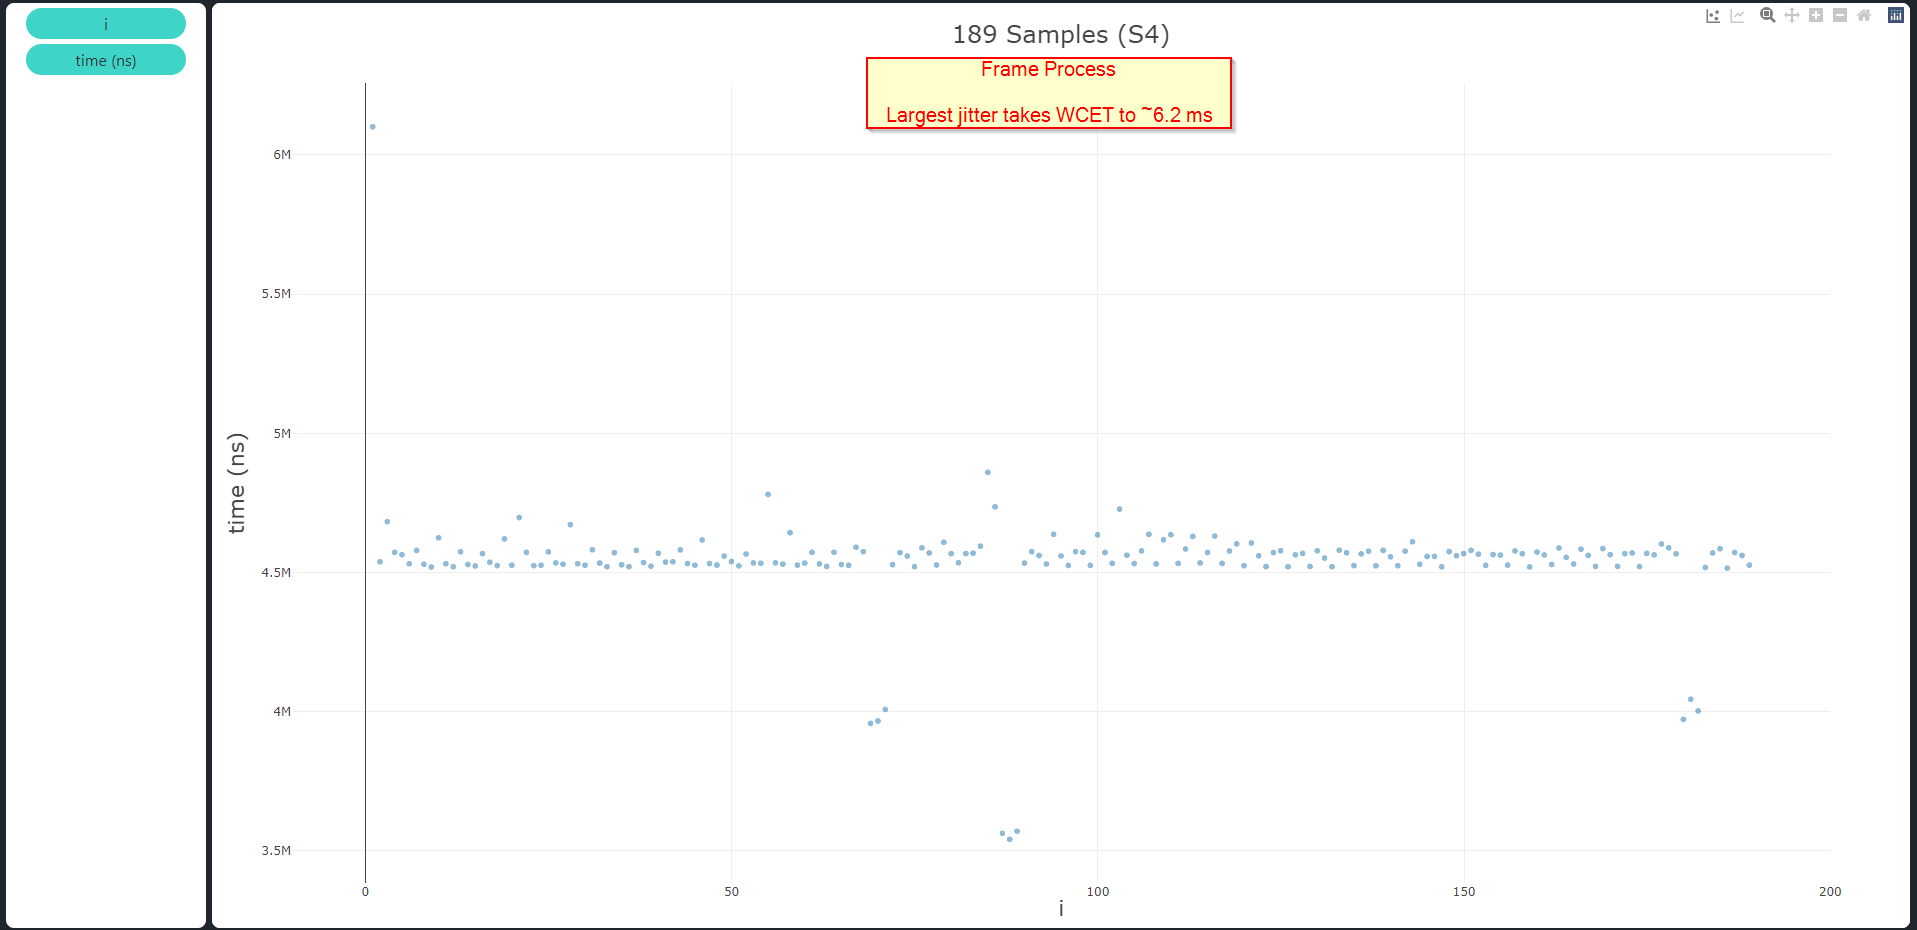 i
time (ns)
189 Samples (S4)
Frame Process
Largest jitter takes WCET to ~6.2 ms
6M
5.5M
5M
4.5M
4M
3.5M
time (ns)
0
50
100
150
200
i